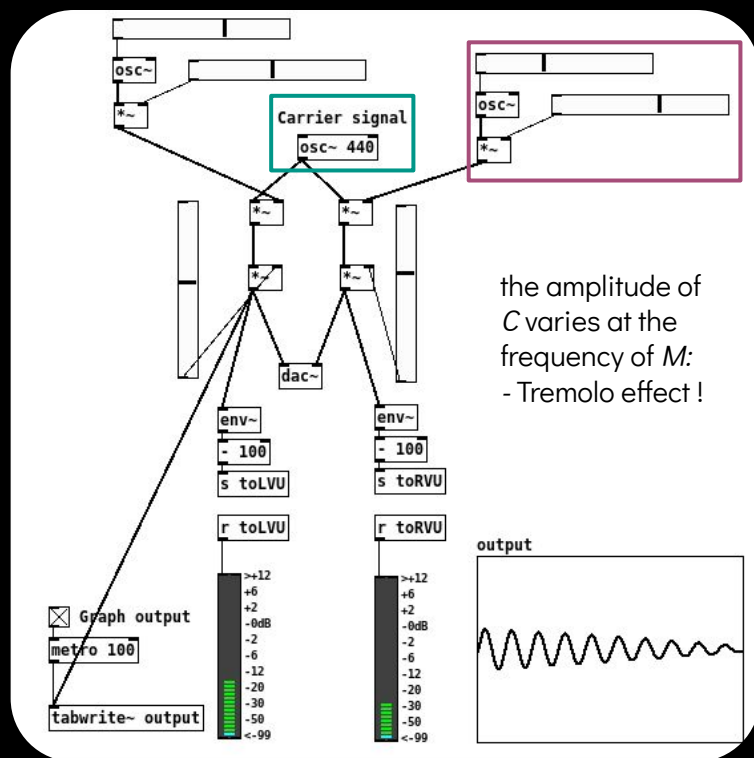 osc~
*~
Carrier signal
osc~ 440
osc~
*~
*~
*~
*~
*~
the amplitude of
C varies at the
frequency of M:
- Tremolo effect !
dac~
env~
- 100
s toLVU
env~
- 100
s toRVU
r toLVU
r toRVU
output
>+12
+6
+2
-0dB
-2
-6
-12
-20
-30
-50
<-99
>+12
+6
+2
-0dB
-2
-6
-12
-20
-30
-50
<-99
Graph output
metro 100
tabwrite~ output